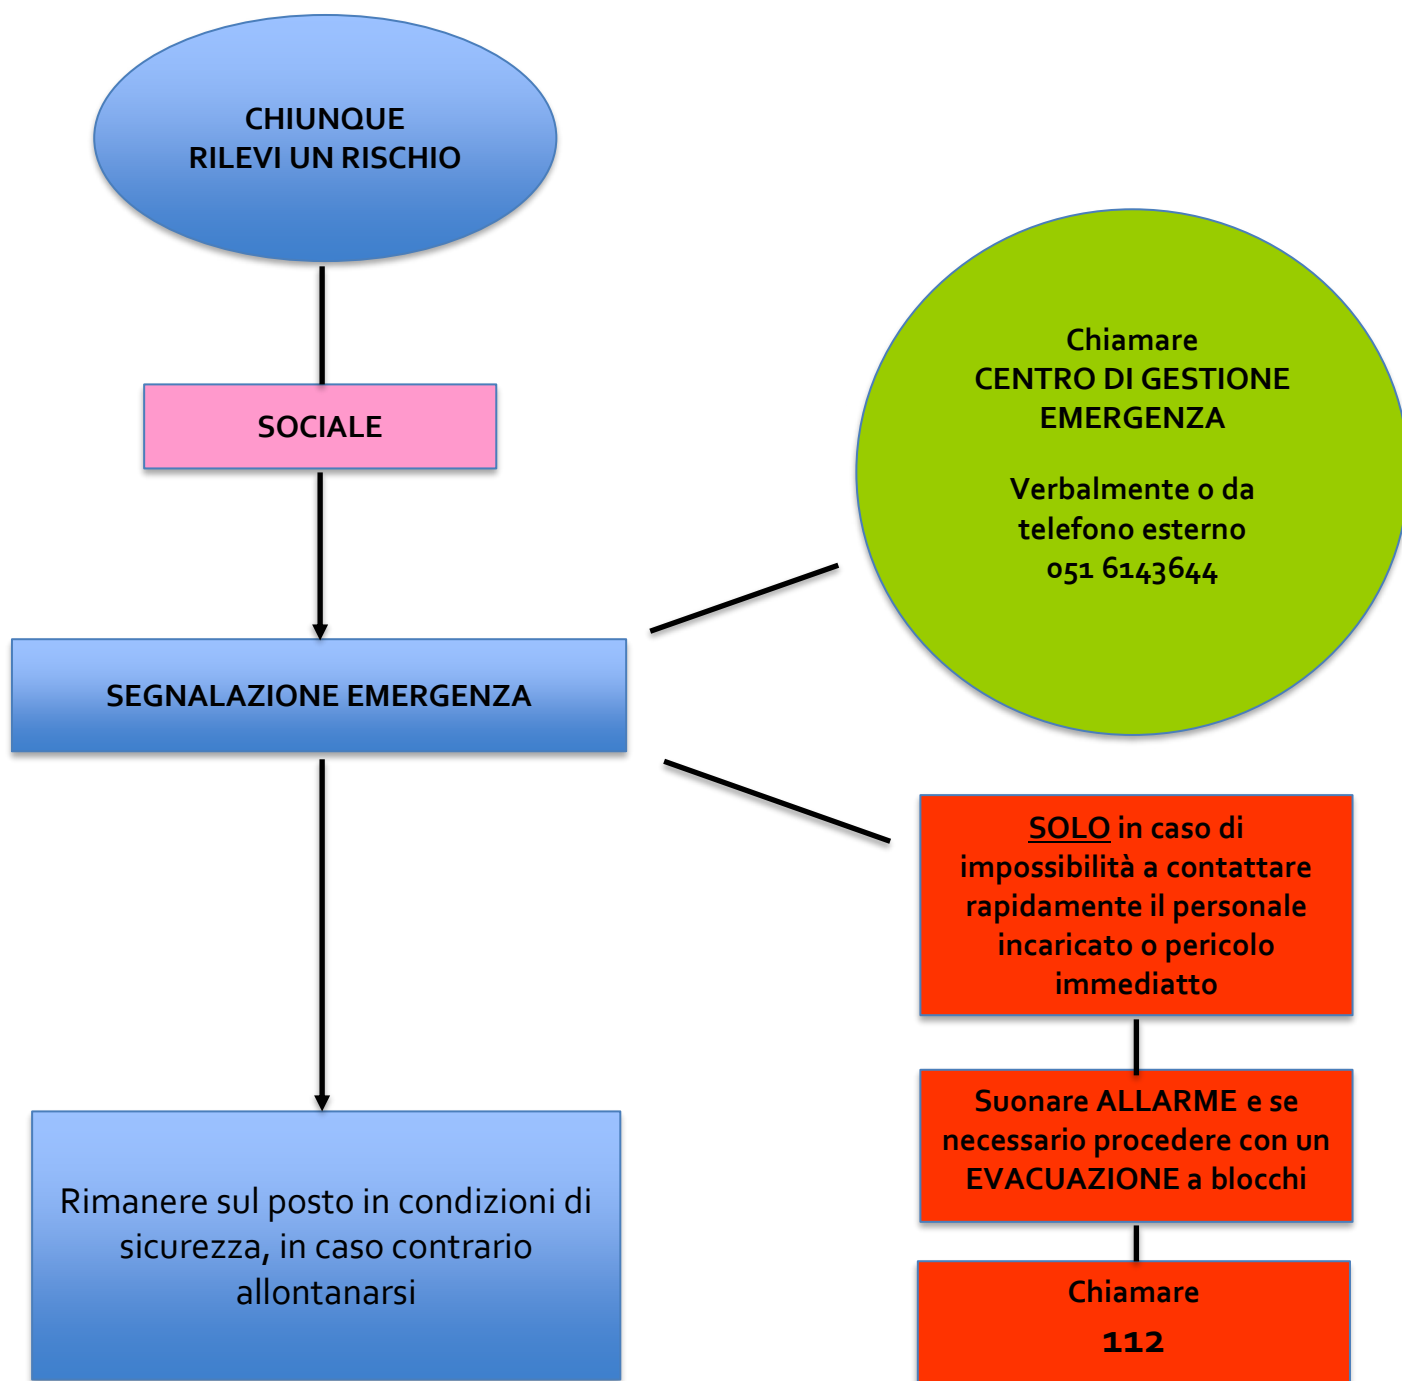 CHIUNQUE
RILEVI UN RISCHIO
SOCIALE
SEGNALAZIONE EMERGENZA
Chiamare
CENTRO DI GESTIONE
EMERGENZA
Verbalmente o da
telefono esterno
051 6143644
SOLO in caso di
impossibilità a contattare
rapidamente il personale
incaricato o pericolo
immediatto
Suonare ALLARME e se
necessario procedere con un
EVACUAZIONE a blocchi
Chiamare
112
Rimanere sul posto in condizioni di
sicurezza, in caso contrario
allontanarsi